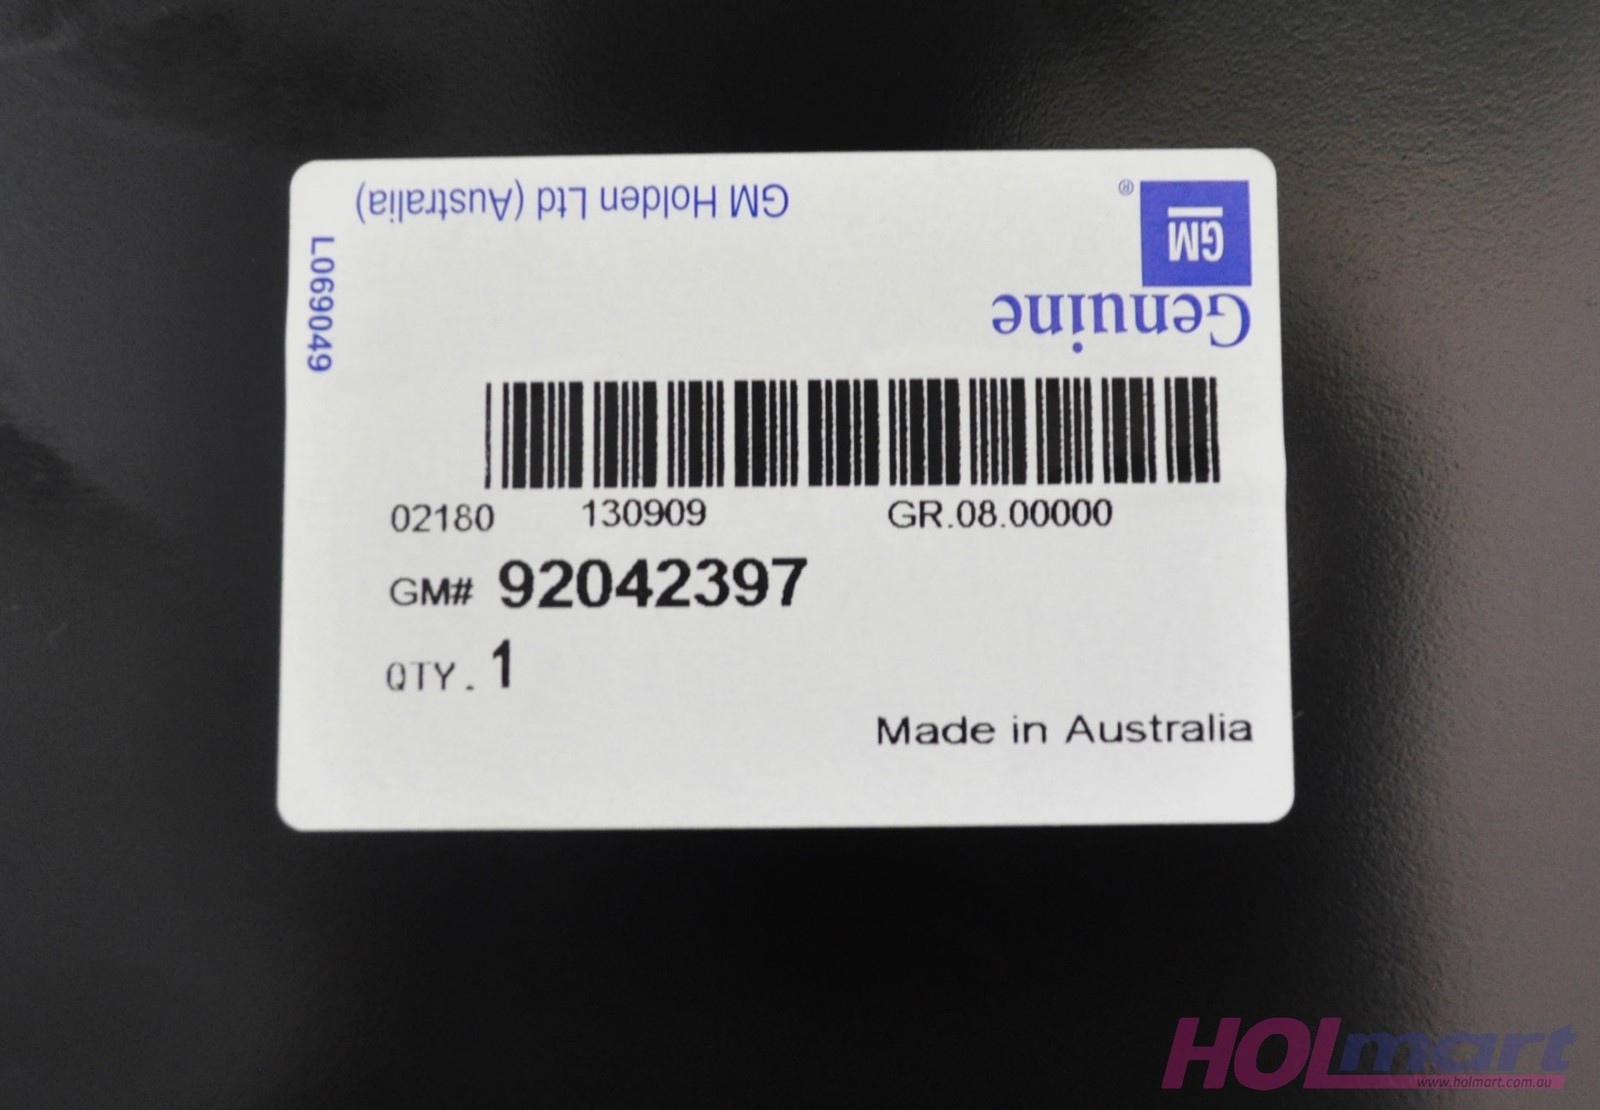 GM Holden Ltd (Australia)
®
GM
Genuine
L069049
02180 130909 GR.08.00000
GM# 92042397
QTY. 1
Made in Australia
HOLmart
www.holmart.com.au